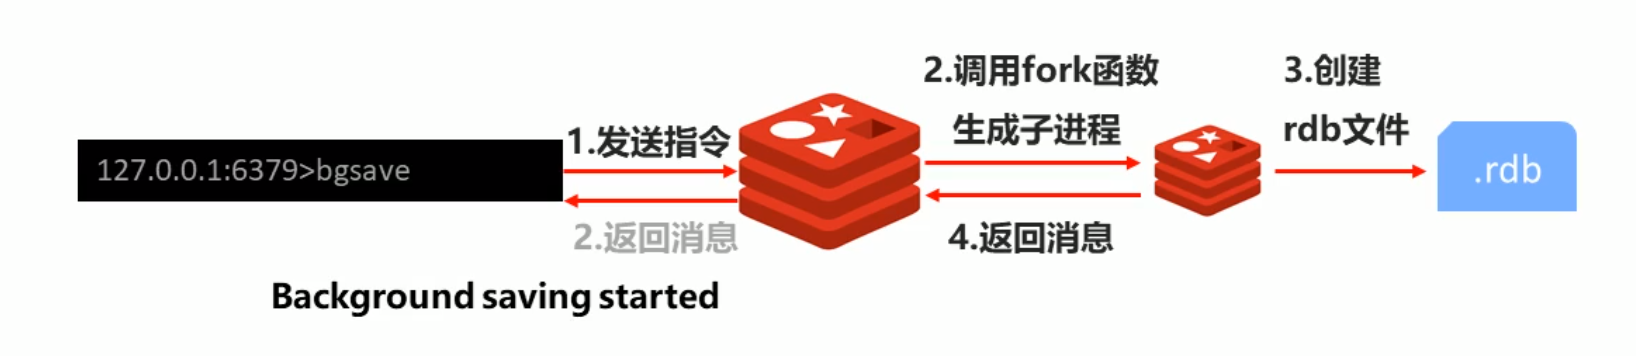 127.0.0.1:6379>bgsave
1.发送指令
2.返回消息
Background saving started
2.调用fork函数
生成子进程
4.返回消息
3.创建
rdb文件
.rdb